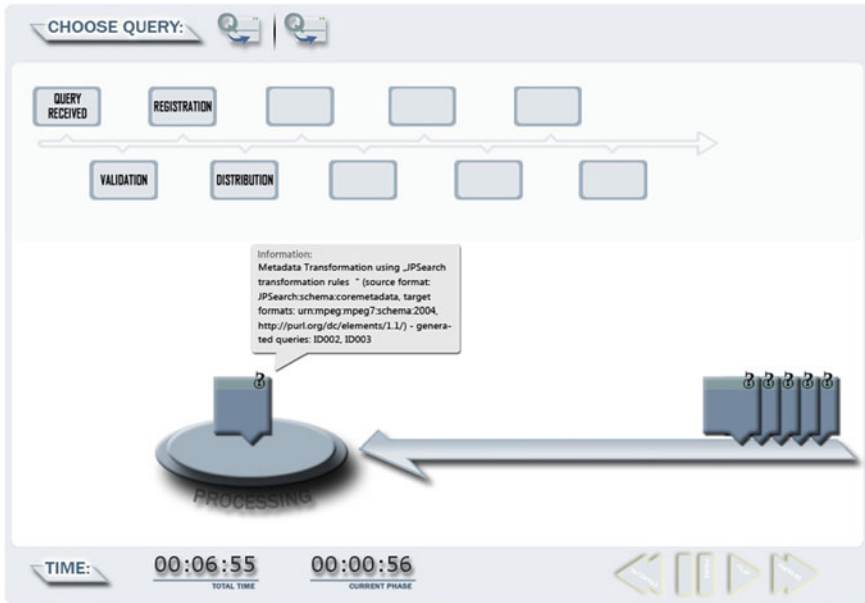 CHOOSE QUERY:
QUERY
RECEIVED
REGISTRATION
VALIDATION
DISTRIBUTION
Information:
Metadata Transformation using „JPSearch
transformation rules “ (source format:
JPSearch:schema:coremetadata, target
formats: urn:mpeg:mpeg7:schema:2004,
http://purl.org/dc/elements/1.1/) - genera-
ted queries: ID002, ID003
? ? ? ? ? ?
PROCESSING
TIME:
00:06:55
TOTAL TIME
00:00:56
CURRENT PHASE